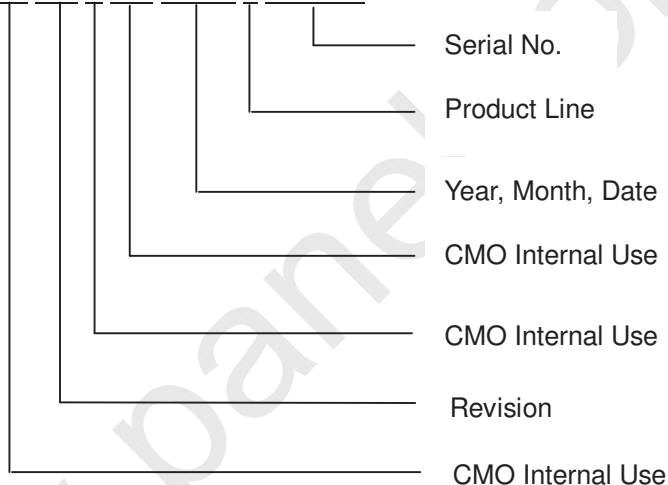 Serial No.
Product Line
Year, Month, Date
CMO Internal Use
CMO Internal Use
Revision
CMO Internal Use